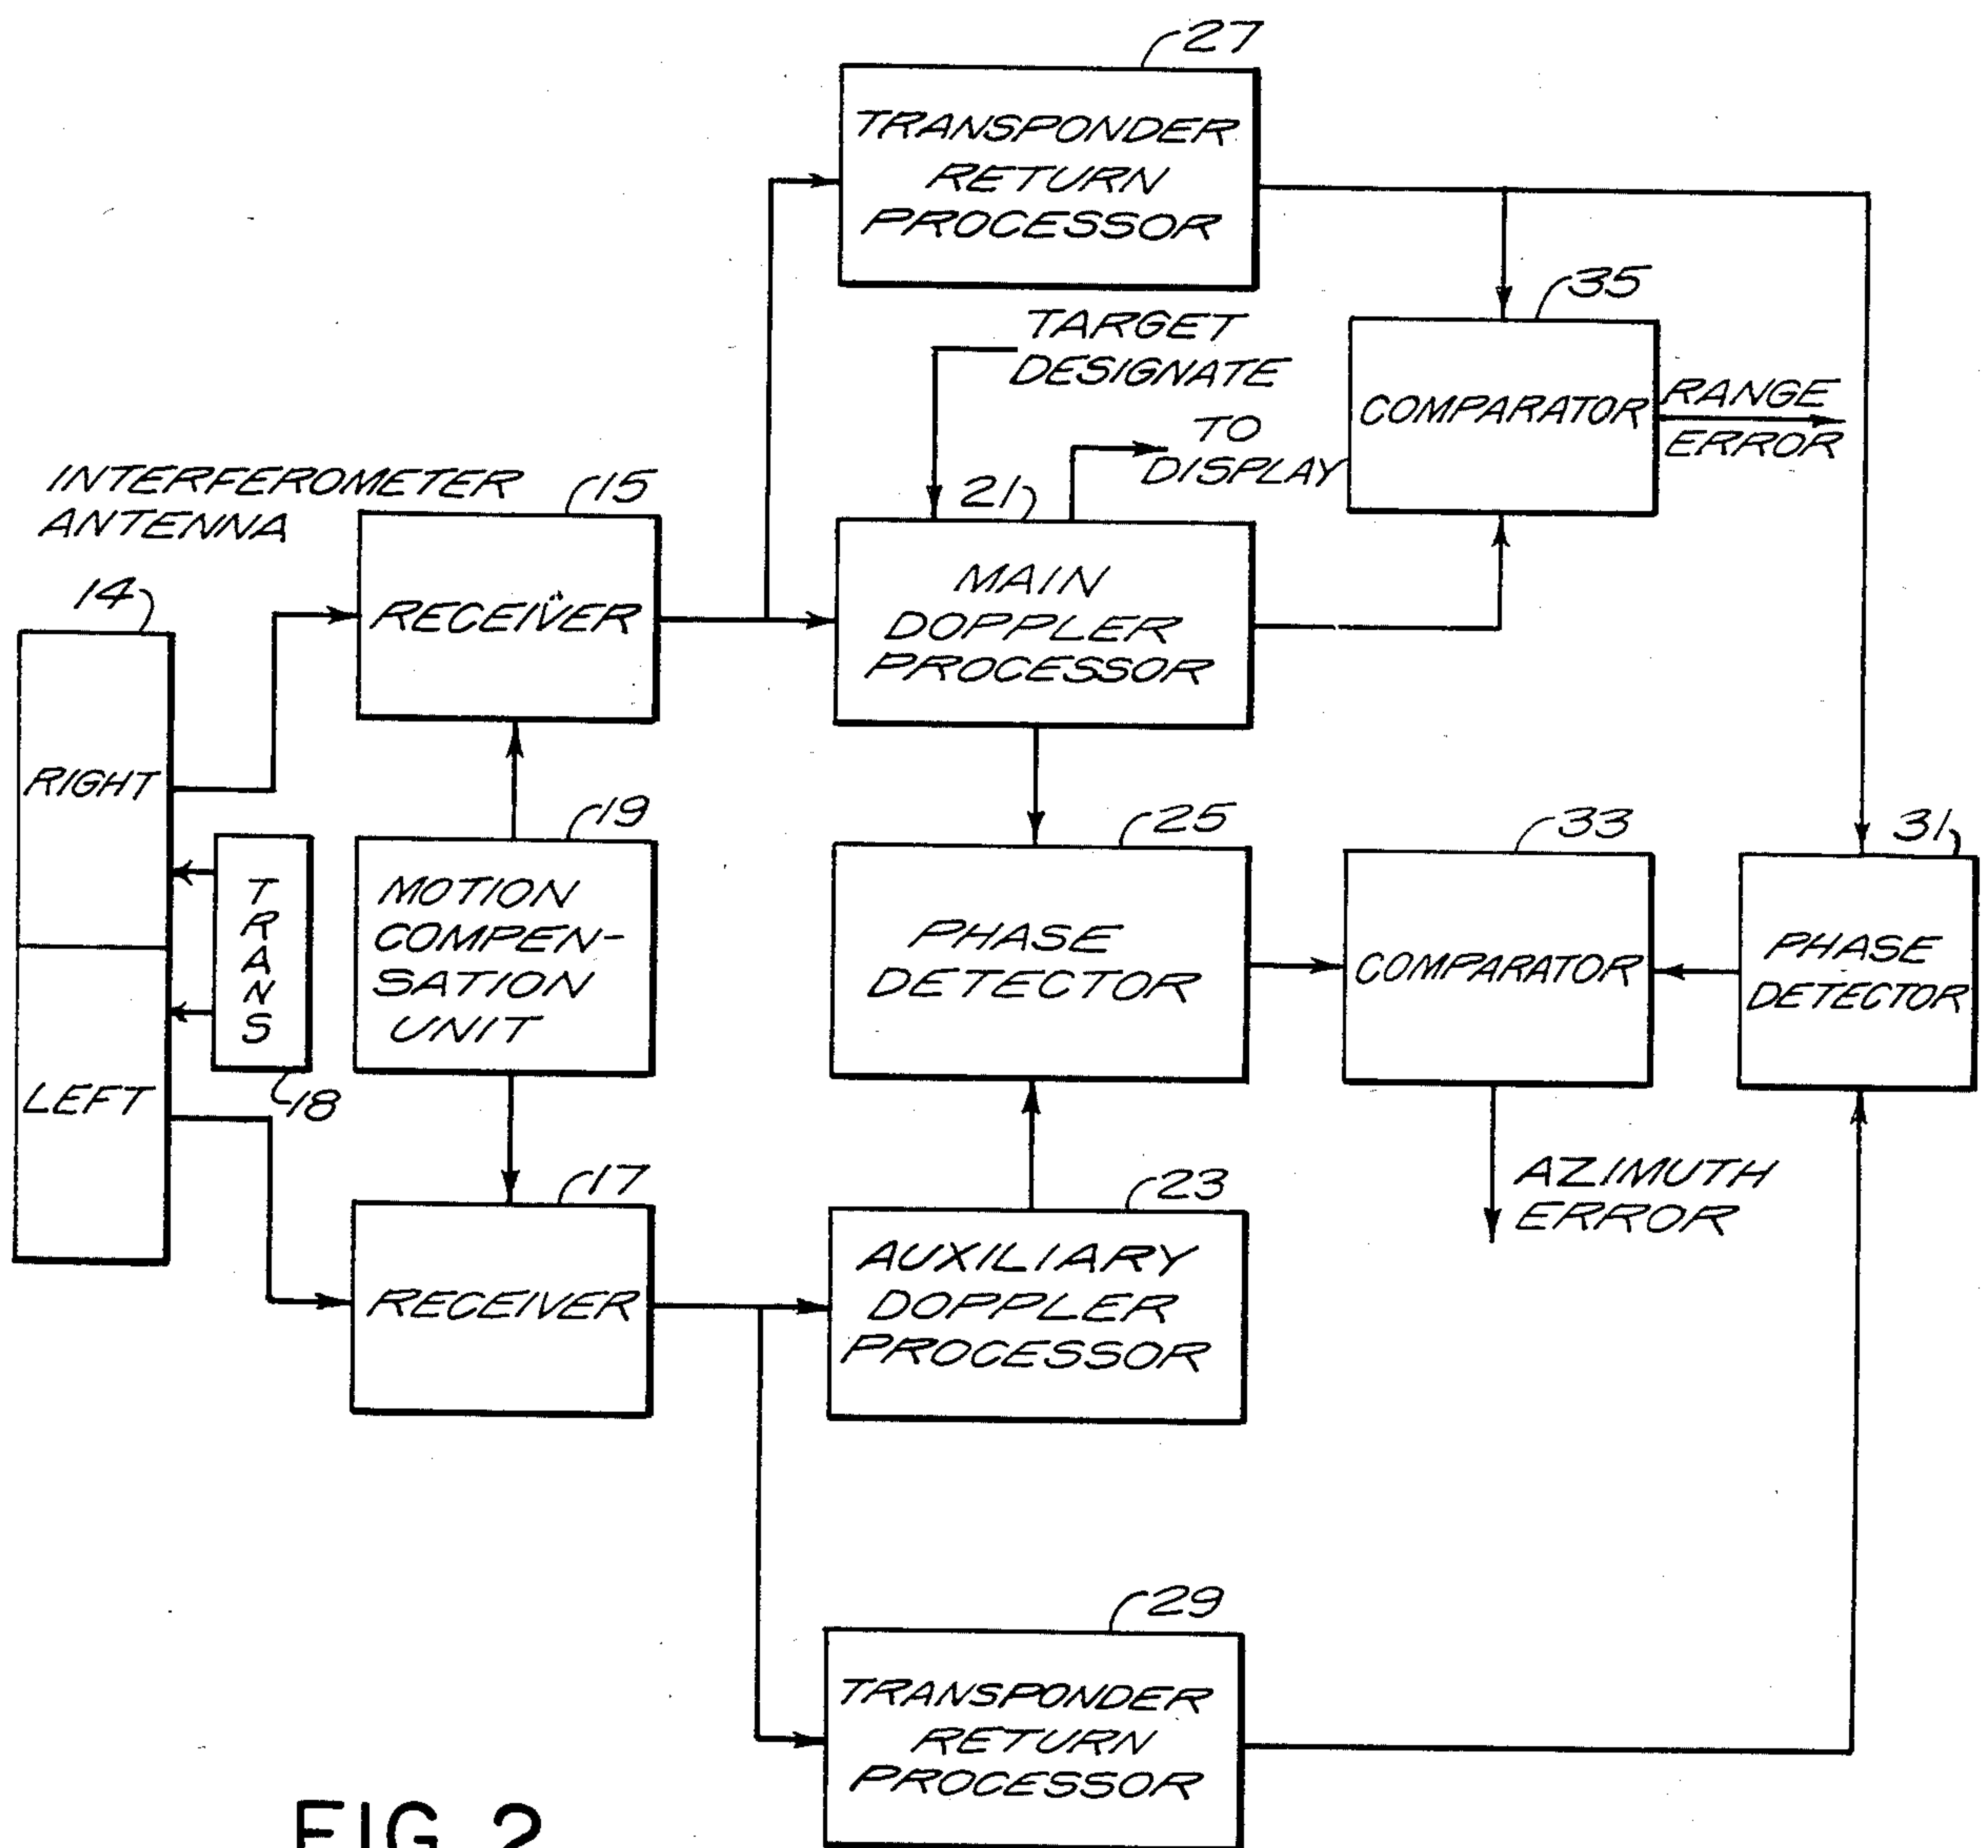 27
TRANSPONDER
RETURN
PROCESSOR
35
TARGET
DESIGNATE
COMPARATOR
RANGE
ERROR
TO
DISPLAY
INTERFEROMETER
ANTENNA
15
21
14
RECEIVER
MAIN
DOPPLER
PROCESSOR
RIGHT
19
25
33
31
TRANS
MOTION
COMPEN-
SATION
UNIT
PHASE
DETECTOR
COMPARATOR
PHASE
DETECTOR
LEFT
18
17
23
AZIMUTH
ERROR
RECEIVER
AUXILIARY
DOPPLER
PROCESSOR
29
TRANSPONDER
RETURN
PROCESSOR
FIG. 2